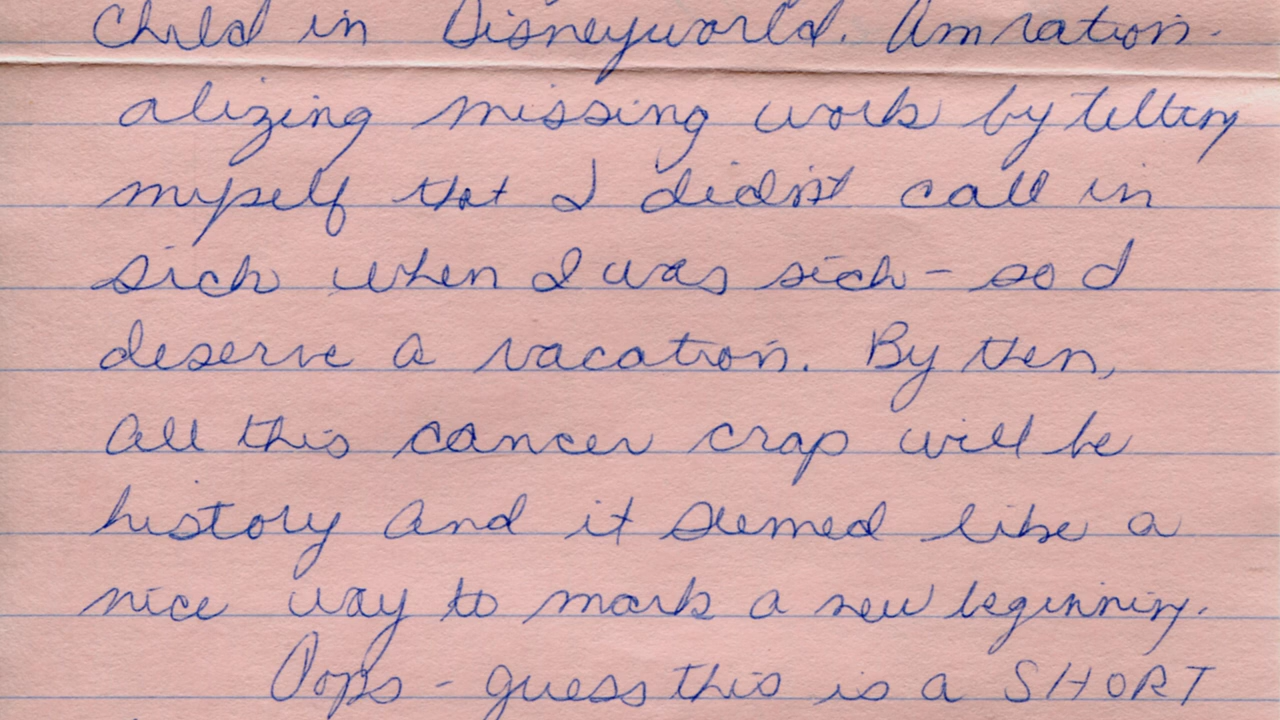 Child in Disneyworld. Am ration-
alizing missing work by telling
myself that I didn't call in
sick when I was sick - so I
deserve a vacation. By then,
all this cancer crap will be
history and it seemed like a
nice way to mark a new beginning.
Oops - guess this is a SHORT